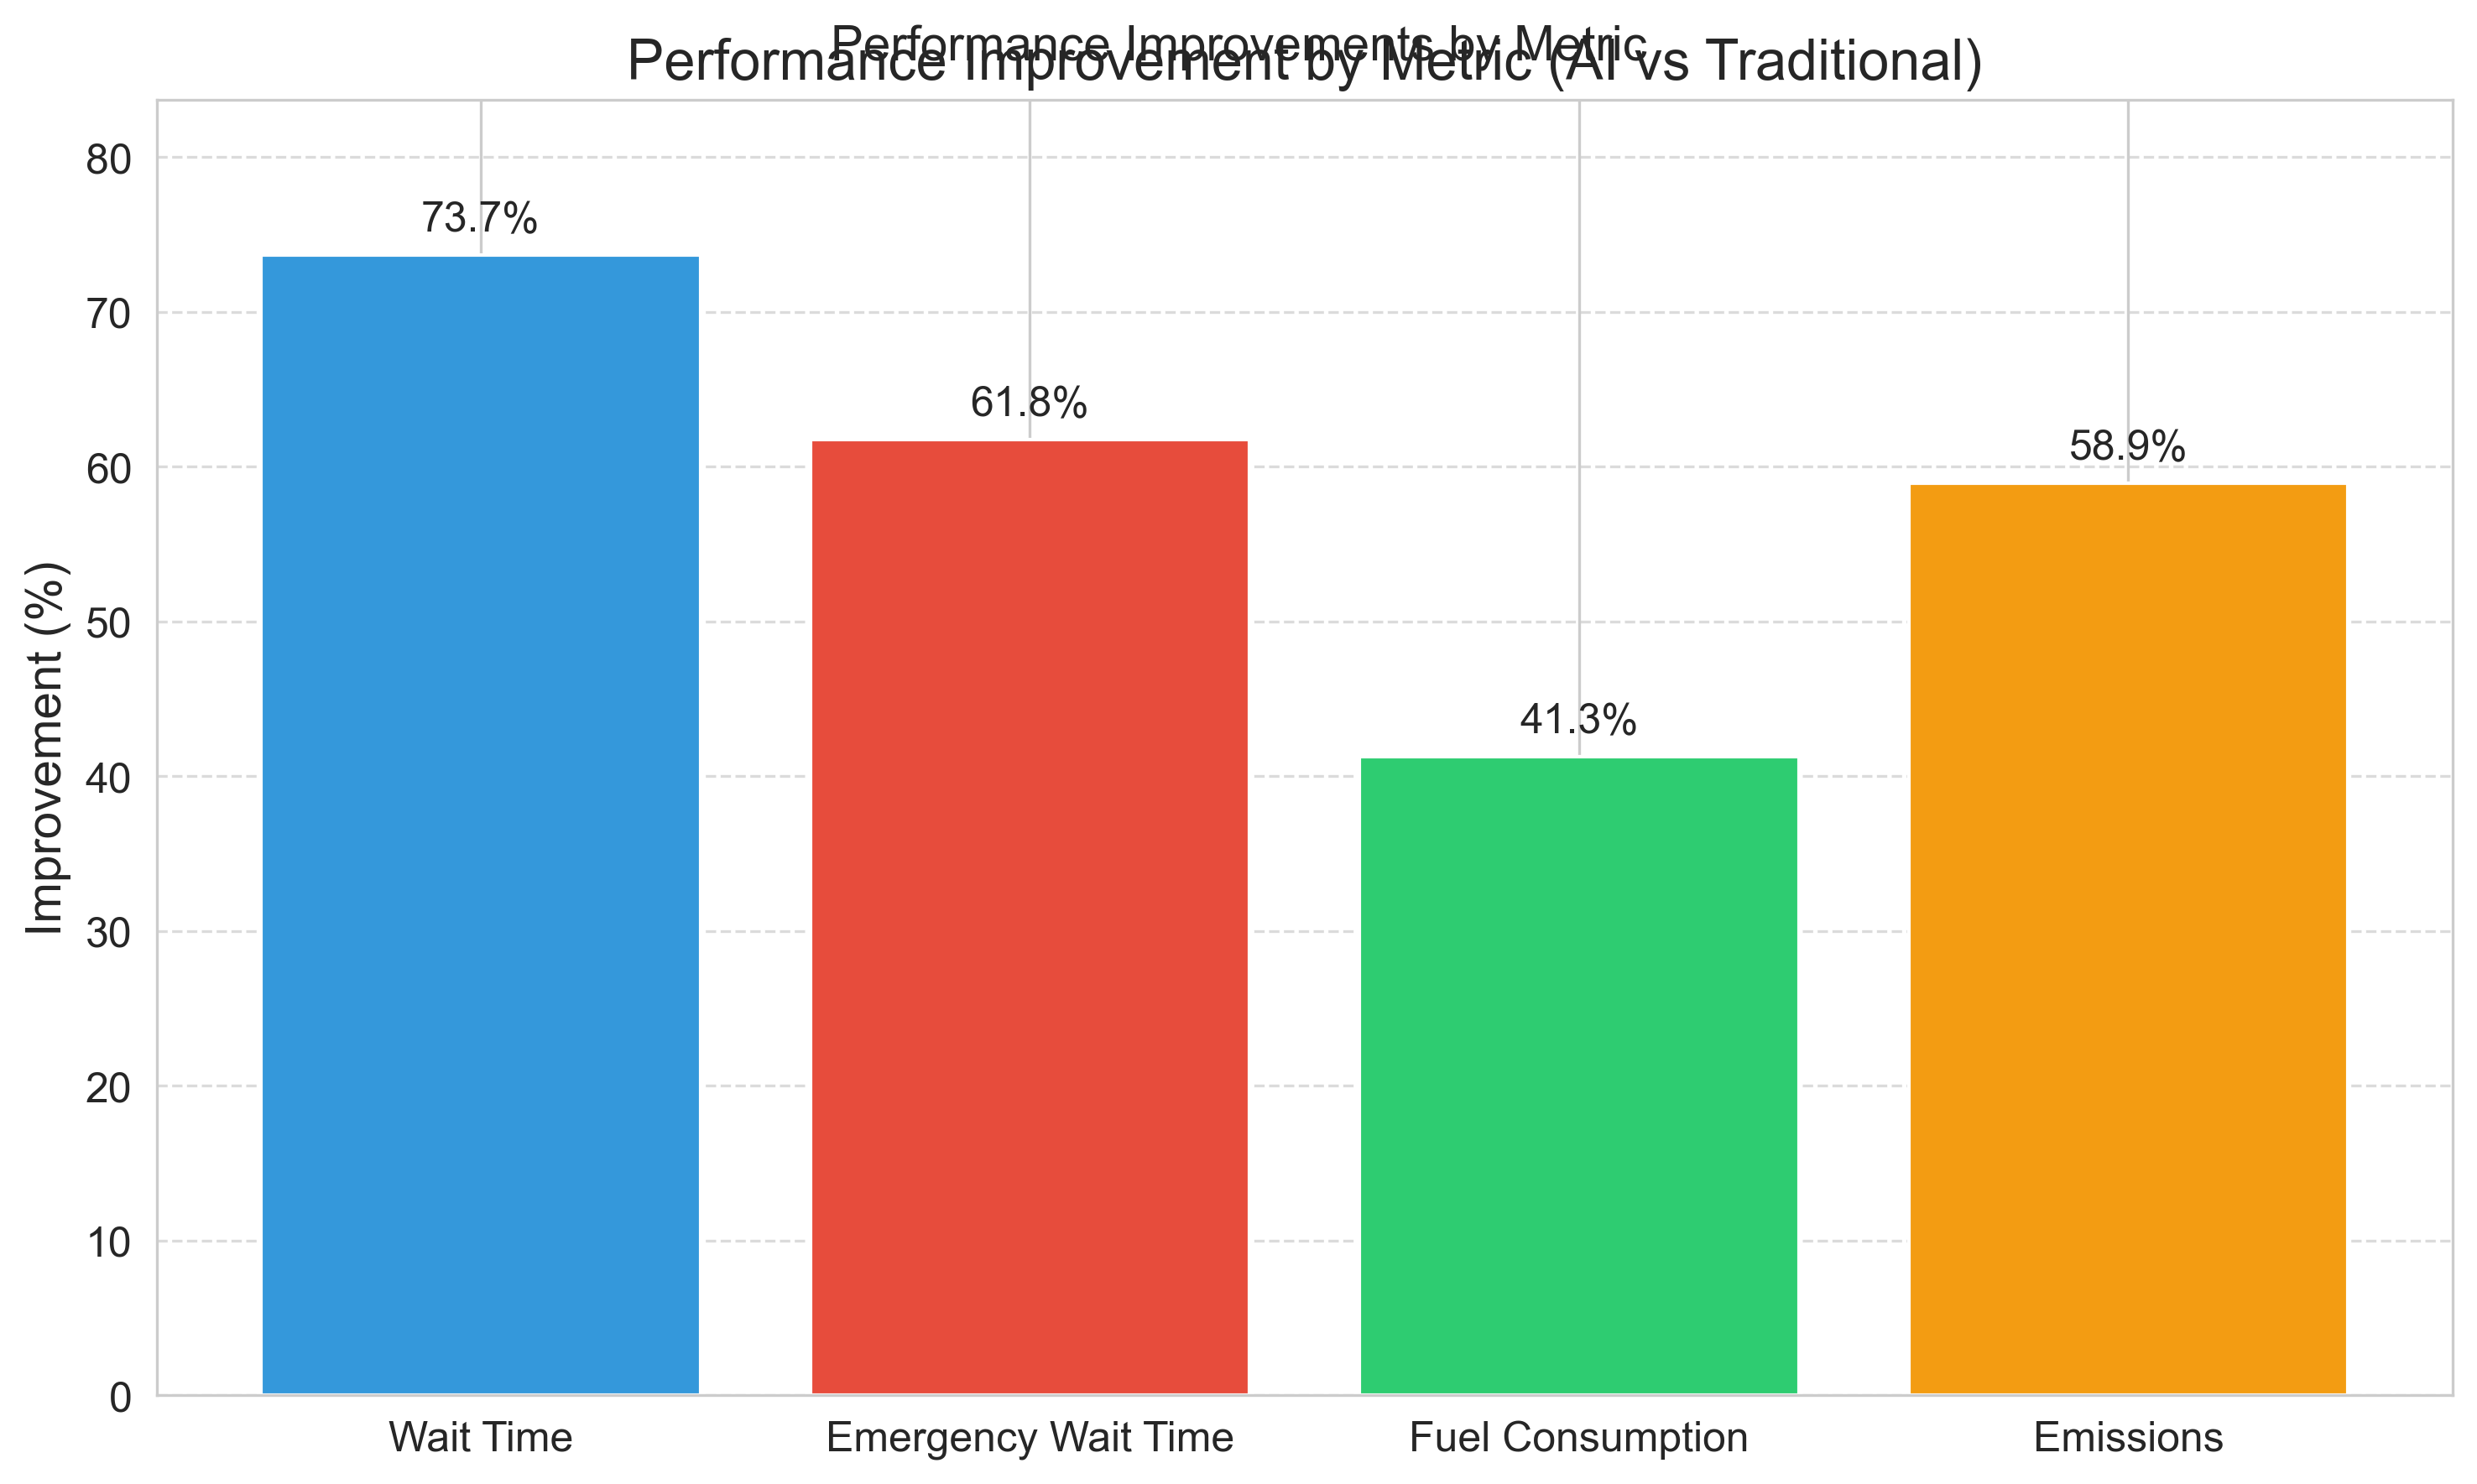 Performance Improvements by Metric
Performance Improvement by Metric (AI vs Traditional)
80
70
60
50
40
30
20
10
0
Improvement (%)
73.7%
61.8%
41.3%
58.9%
Wait Time
Emergency Wait Time
Fuel Consumption
Emissions